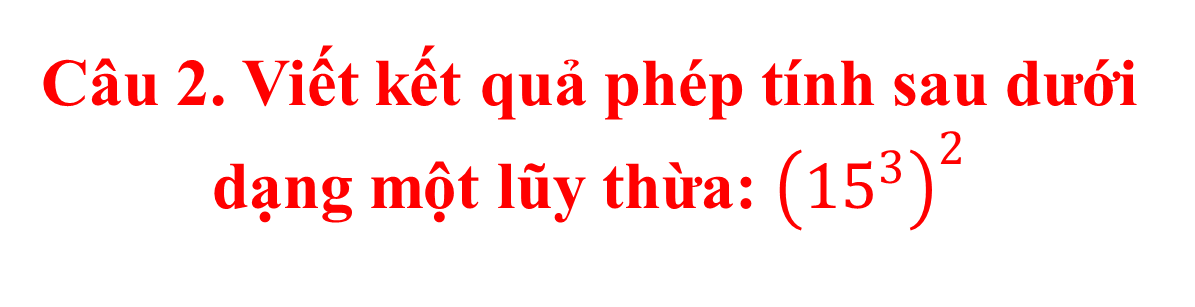 Câu 2. Viết kết quả phép tính sau dưới
dạng một lũy thừa: (15³)²